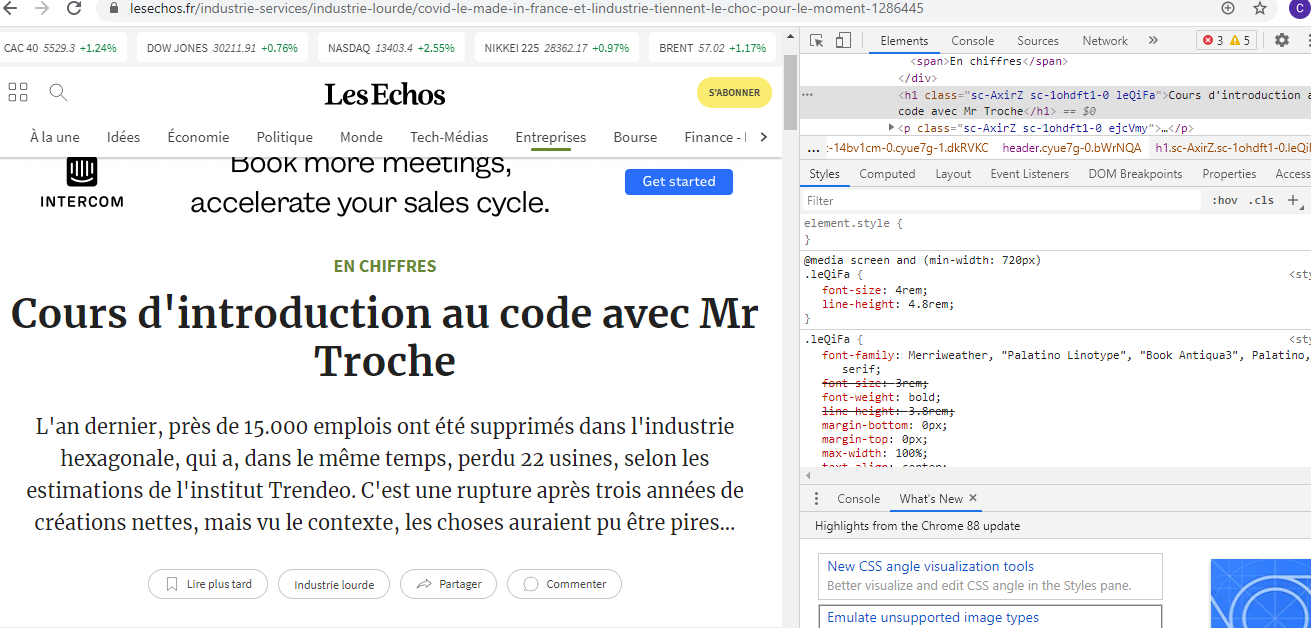 lesechos.fr/industrie-services/industrie-lourde/covid-le-made-in-france-et-lindustrie-tiennent-le-choc-pour-le-moment-1286445
C
CAC 40 5529.3 +1.24%
DOW JONES 30211.91 +0.76%
NASDAQ 13403.4 +2.55%
NIKKEI 225 28362.17 +0.97%
BRENT 57.02 +1.17%
Les Echos
S'ABONNER
À la une Idées Économie Politique Monde Tech-Médias Entreprises Bourse Finance -
INTERCOM
Book more meetings,
accelerate your sales cycle.
Get started
EN CHIFFRES
Cours d'introduction au code avec Mr
Troche
L'an dernier, près de 15.000 emplois ont été supprimés dans l'industrie
hexagonale, qui a, dans le même temps, perdu 22 usines, selon les
estimations de l'institut Trendeo. C'est une rupture après trois années de
créations nettes, mais vu le contexte, les choses auraient pu être pires...
Lire plus tard
Industrie lourde
Partager
Commenter
Elements Console Sources Network » 3 5
<span>En chiffres</span>
</div>
<h1 class="sc-AxirZ sc-1ohdft1-0 leQiFa">Cours d'introduction a
code avec Mr Troche</h1> == $0
<p class="sc-AxirZ sc-1ohdft1-0 ejcVmy">…</p>
... :-14bv1cm-0.cyue7g-1.dkRVKC header.cyue7g-0.bWrNQA h1.sc-AxirZ.sc-1ohdft1-0.leQi
Styles Computed Layout Event Listeners DOM Breakpoints Properties Access
Filter :hov .cls +
element.style {
}
@media screen and (min-width: 720px)
.leQiFa { <sty
font-size: 4rem;
line-height: 4.8rem;
}
.leQiFa { <sty
font-family: Merriweather, "Palatino Linotype", "Book Antiqua3", Palatino,
serif;
font-size: 3rem;
font-weight: bold;
line-height: 3.8rem;
margin-bottom: 0px;
margin-top: 0px;
max-width: 100%;
text-align: center;
Console What's New ×
Highlights from the Chrome 88 update
New CSS angle visualization tools
Better visualize and edit CSS angle in the Styles pane.
Emulate unsupported image types